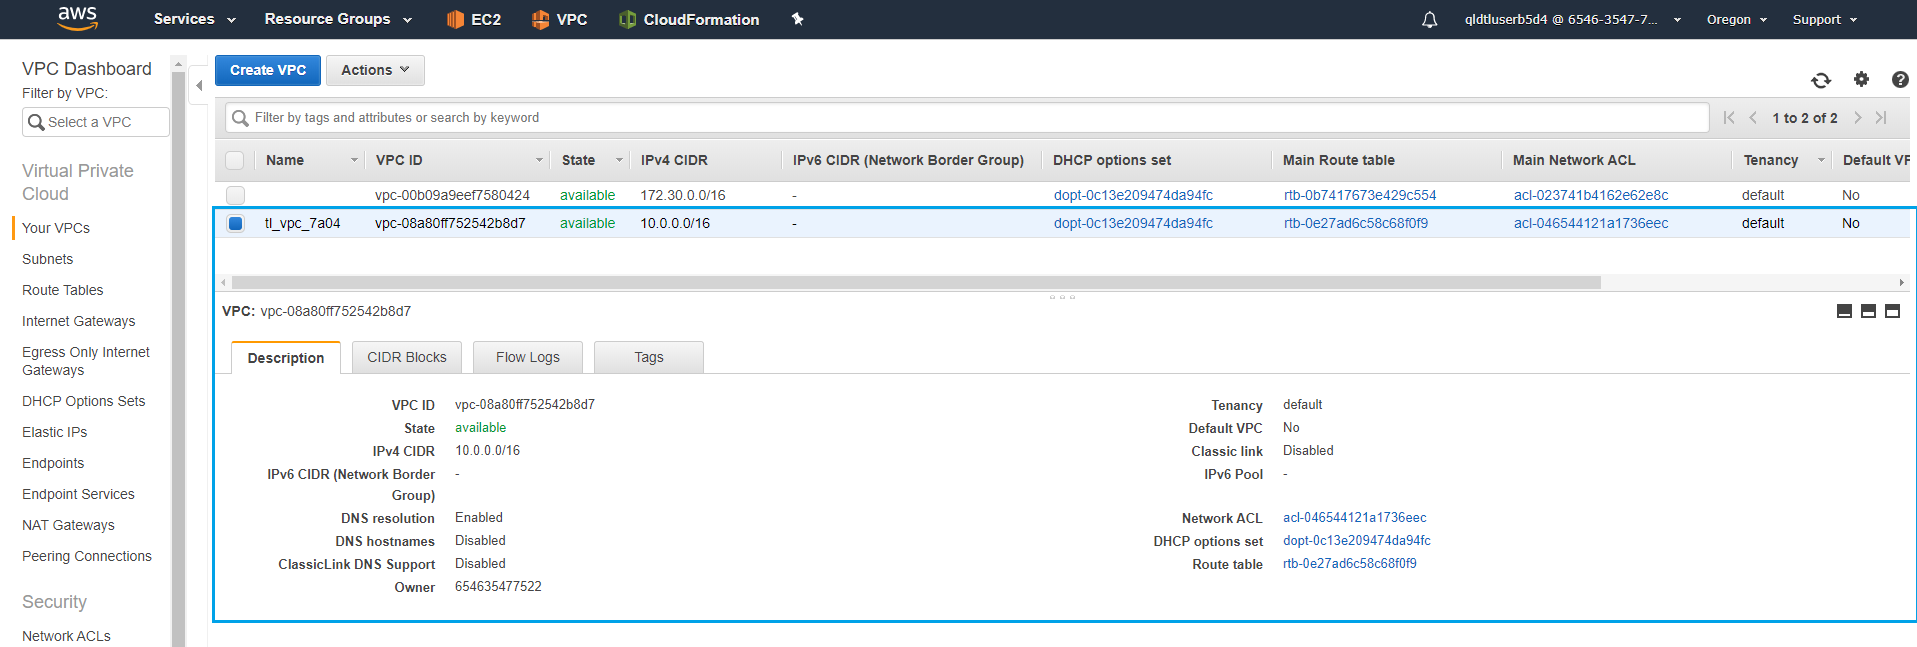 aws Services Resource Groups EC2 VPC CloudFormation qldtluserb5d4 @ 6546-3547-7... Oregon Support
VPC Dashboard
Filter by VPC:
Select a VPC
Virtual Private
Cloud
Your VPCs
Subnets
Route Tables
Internet Gateways
Egress Only Internet
Gateways
DHCP Options Sets
Elastic IPs
Endpoints
Endpoint Services
NAT Gateways
Peering Connections
Security
Network ACLs
Create VPC Actions
Filter by tags and attributes or search by keyword 1 to 2 of 2
Name VPC ID State IPv4 CIDR IPv6 CIDR (Network Border Group) DHCP options set Main Route table Main Network ACL Tenancy Default VP
vpc-00b09a9eef7580424 available 172.30.0.0/16 - dopt-0c13e209474da94fc rtb-0b7417673e429c554 acl-023741b4162e62e8c default No
tl_vpc_7a04 vpc-08a80ff752542b8d7 available 10.0.0.0/16 - dopt-0c13e209474da94fc rtb-0e27ad6c58c68f0f9 acl-046544121a1736eec default No
VPC: vpc-08a80ff752542b8d7
Description CIDR Blocks Flow Logs Tags
VPC ID vpc-08a80ff752542b8d7
State available
IPv4 CIDR 10.0.0.0/16
IPv6 CIDR (Network Border -
Group)
DNS resolution Enabled
DNS hostnames Disabled
ClassicLink DNS Support Disabled
Owner 654635477522
Tenancy default
Default VPC No
Classic link Disabled
IPv6 Pool -
Network ACL acl-046544121a1736eec
DHCP options set dopt-0c13e209474da94fc
Route table rtb-0e27ad6c58c68f0f9